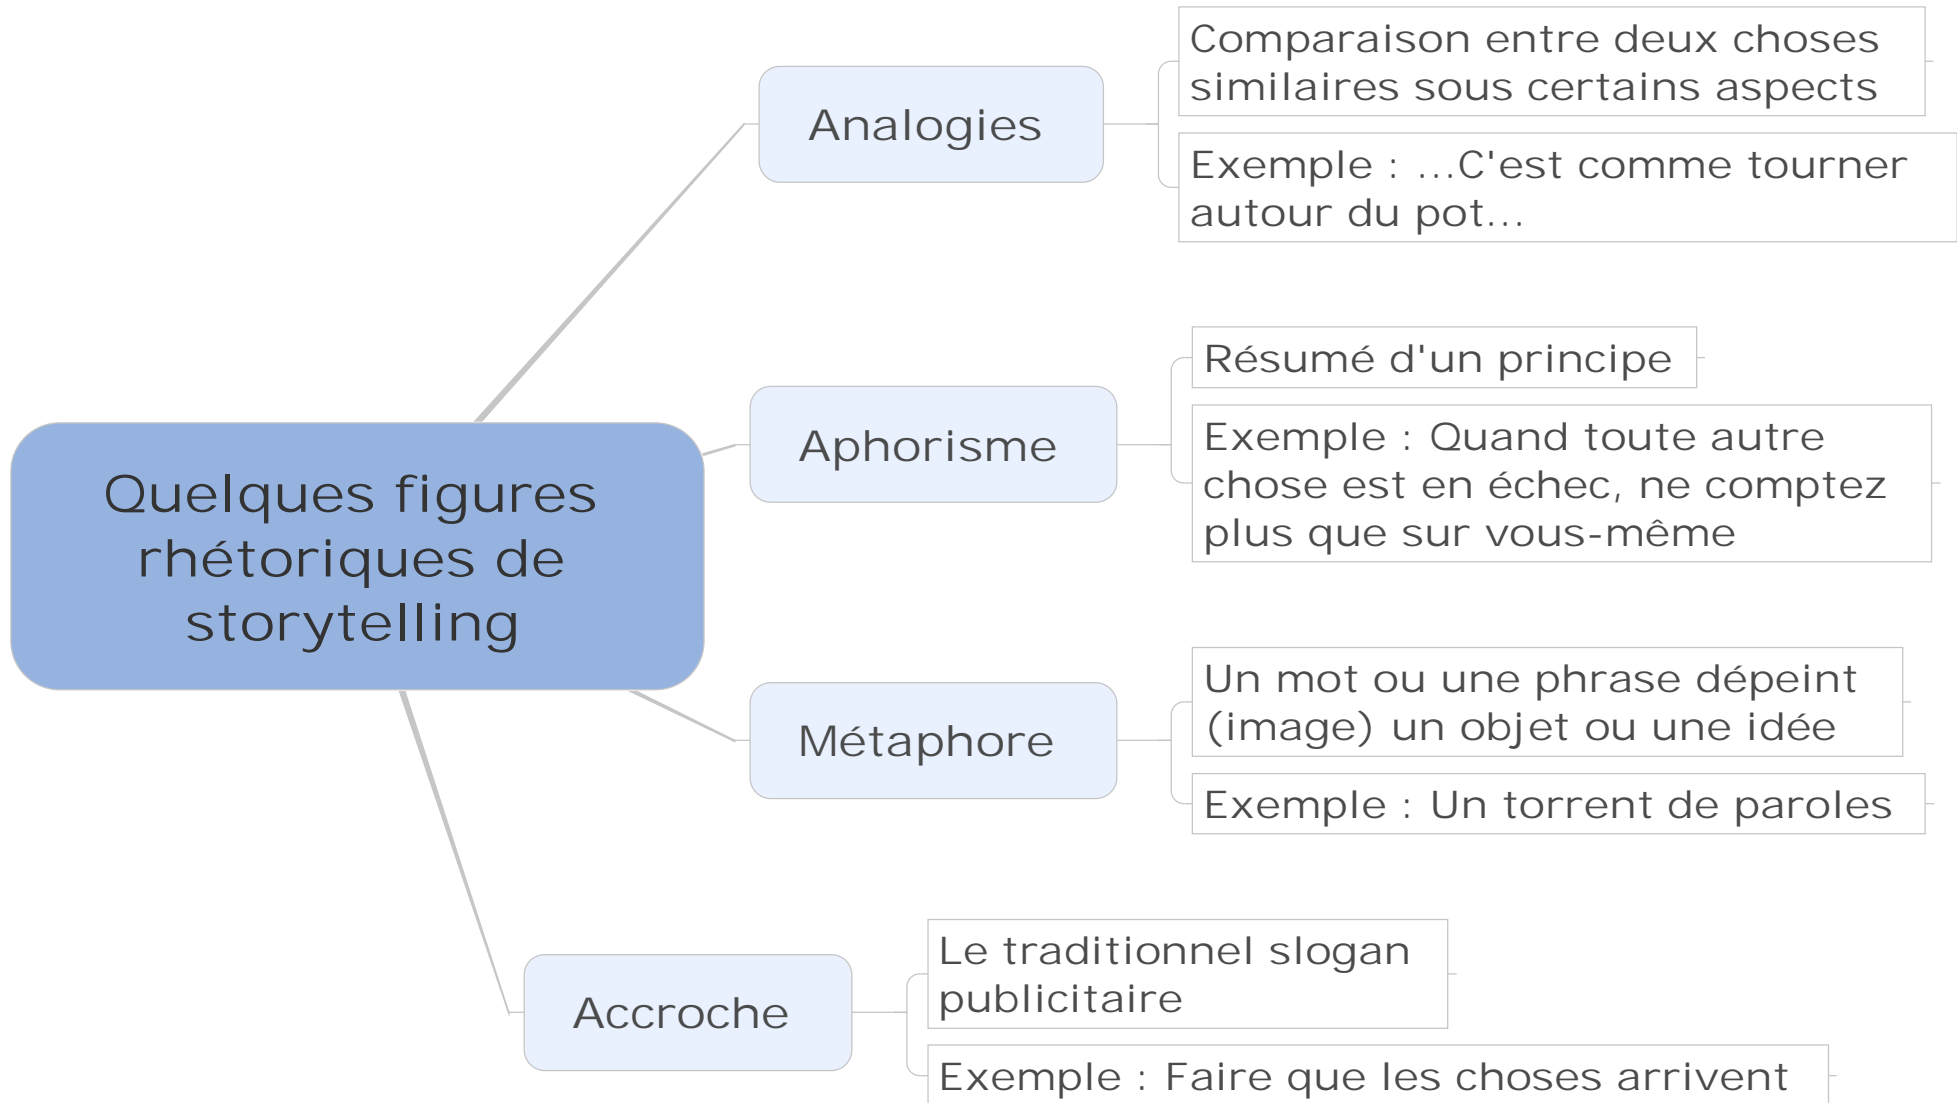 Quelques figures
rhétoriques de
storytelling
Analogies
Comparaison entre deux choses
similaires sous certains aspects
Exemple : ...C'est comme tourner
autour du pot...
Aphorisme
Résumé d'un principe
Exemple : Quand toute autre
chose est en échec, ne comptez
plus que sur vous-même
Métaphore
Un mot ou une phrase dépeint
(image) un objet ou une idée
Exemple : Un torrent de paroles
Accroche
Le traditionnel slogan
publicitaire
Exemple : Faire que les choses arrivent